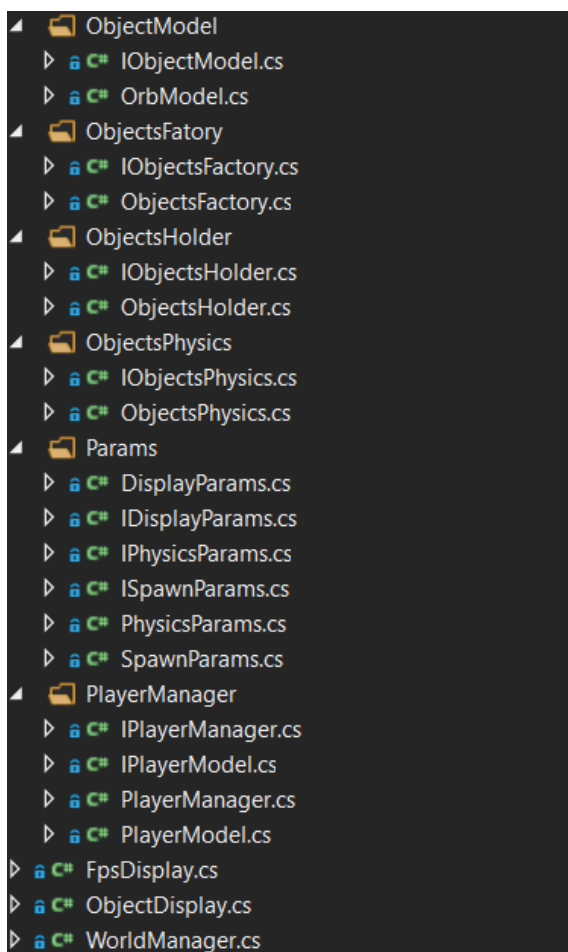 ObjectModel
C# IObjectModel.cs
C# OrbModel.cs
ObjectsFatory
C# IObjectsFactory.cs
C# ObjectsFactory.cs
ObjectsHolder
C# IObjectsHolder.cs
C# ObjectsHolder.cs
ObjectsPhysics
C# IObjectsPhysics.cs
C# ObjectsPhysics.cs
Params
C# DisplayParams.cs
C# IDisplayParams.cs
C# IPhysicsParams.cs
C# ISpawnParams.cs
C# PhysicsParams.cs
C# SpawnParams.cs
PlayerManager
C# IPlayerManager.cs
C# IPlayerModel.cs
C# PlayerManager.cs
C# PlayerModel.cs
C# FpsDisplay.cs
C# ObjectDisplay.cs
C# WorldManager.cs